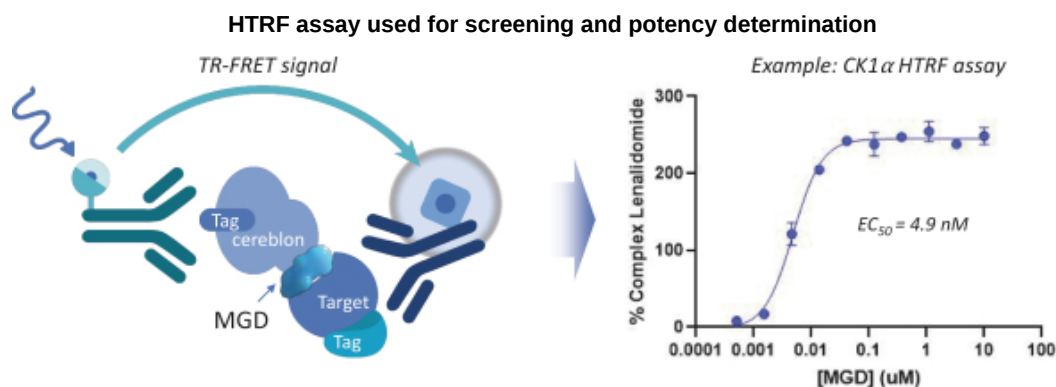 HTRF assay used for screening and potency determination
TR-FRET signal
Tag
cereblon
MGD
Target
Tag
Example: CK1α HTRF assay
% Complex Lenalidomide
300
200
100
0
EC50 = 4.9 nM
0.0001 0.001 0.01 0.1 1 10 100
[MGD] (uM)